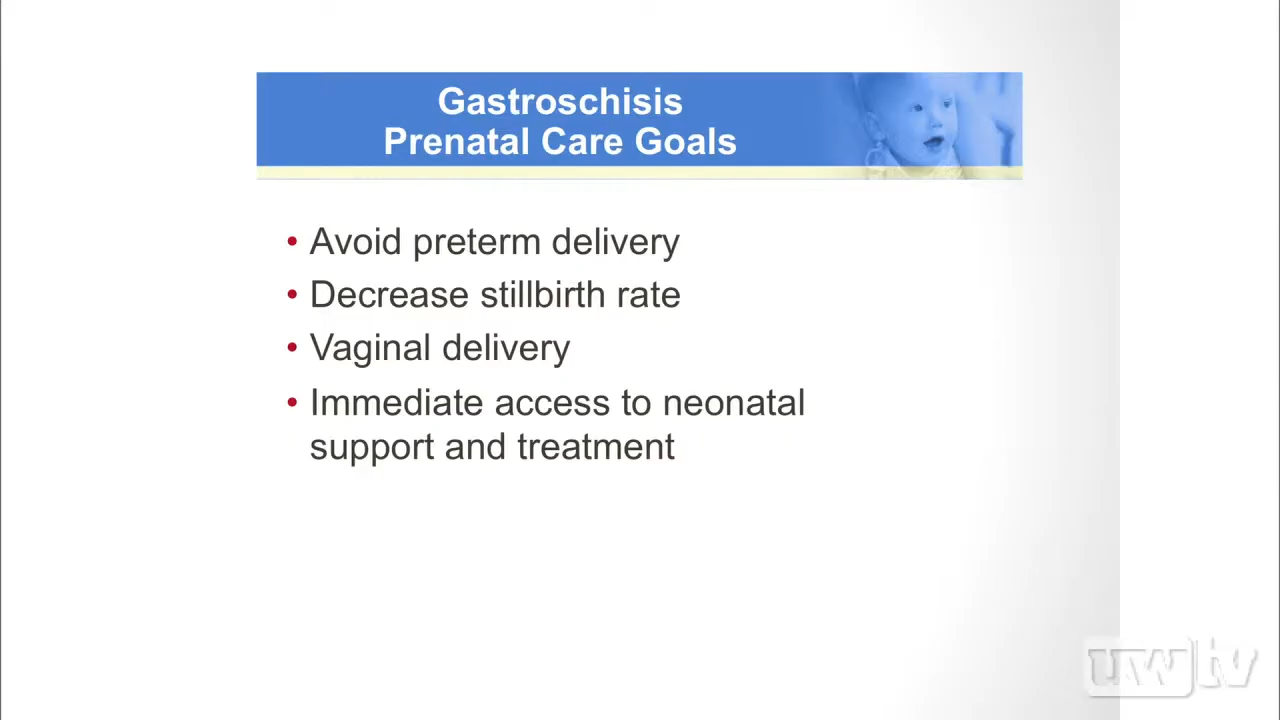 Gastroschisis
Prenatal Care Goals
• Avoid preterm delivery
• Decrease stillbirth rate
• Vaginal delivery
• Immediate access to neonatal
support and treatment
uwtv